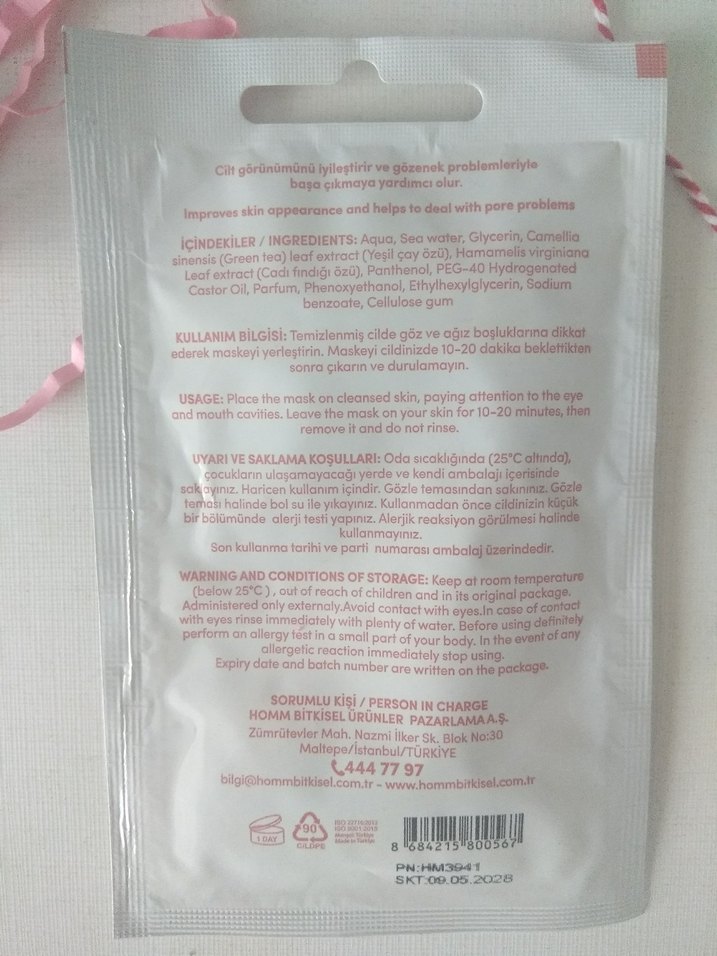 Cilt görünümünü iyileştirir ve gözenek problemleriyle
başa çıkmaya yardımcı olur.
Improves skin appearance and helps to deal with pore problems
İÇİNDEKİLER / INGREDIENTS: Aqua, Sea water, Glycerin, Camellia
sinensis (Green tea) leaf extract (Yeşil çay özü), Hamamelis virginiana
Leaf extract (Cadı fındığı özü), Panthenol, PEG-40 Hydrogenated
Castor Oil, Parfum, Phenoxyethanol, Ethylhexylglycerin, Sodium
benzoate, Cellulose gum
KULLANIM BİLGİSİ: Temizlenmiş cilde göz ve ağız boşluklarına dikkat
ederek maskeyi yerleştirin. Maskeyi cildinizde 10-20 dakika beklettikten
sonra çıkarın ve durulamayın.
USAGE: Place the mask on cleansed skin, paying attention to the eye
and mouth cavities. Leave the mask on your skin for 10-20 minutes, then
remove it and do not rinse.
UYARI VE SAKLAMA KOŞULLARI: Oda sıcaklığında (25°C altında),
çocukların ulaşamayacağı yerde ve kendi ambalajı içerisinde
saklayınız. Haricen kullanım içindir. Gözle temasından sakınınız. Gözle
teması halinde bol su ile yıkayınız. Kullanmadan önce cildinizin küçük
bir bölümünde alerji testi yapınız. Alerjik reaksiyon görülmesi halinde
kullanmayınız.
Son kullanma tarihi ve parti numarası ambalaj üzerindedir.
WARNING AND CONDITIONS OF STORAGE: Keep at room temperature
(below 25°C ) , out of reach of children and in its original package.
Administered only externaly.Avoid contact with eyes.In case of contact
with eyes rinse immediately with plenty of water. Before using definitely
perform an allergy test in a small part of your body. In the event of any
allergetic reaction immediately stop using.
Expiry date and batch number are written on the package.
SORUMLU KİŞİ / PERSON IN CHARGE
HOMM BİTKİSEL ÜRÜNLER PAZARLAMA A.Ş.
Zümrütevler Mah. Nazmi İlker Sk. Blok No:30
Maltepe/İstanbul/TÜRKİYE
444 77 97
bilgi@hommbitkisel.com.tr - www.hommbitkisel.com.tr
1 DAY
90
C/LDPE
ISO 22716:2013
ISO 9001:2015
Menşei Türkiye
Made in Türkiye
8 684215 800567
PN:HM3941
SKT:09.05.2028